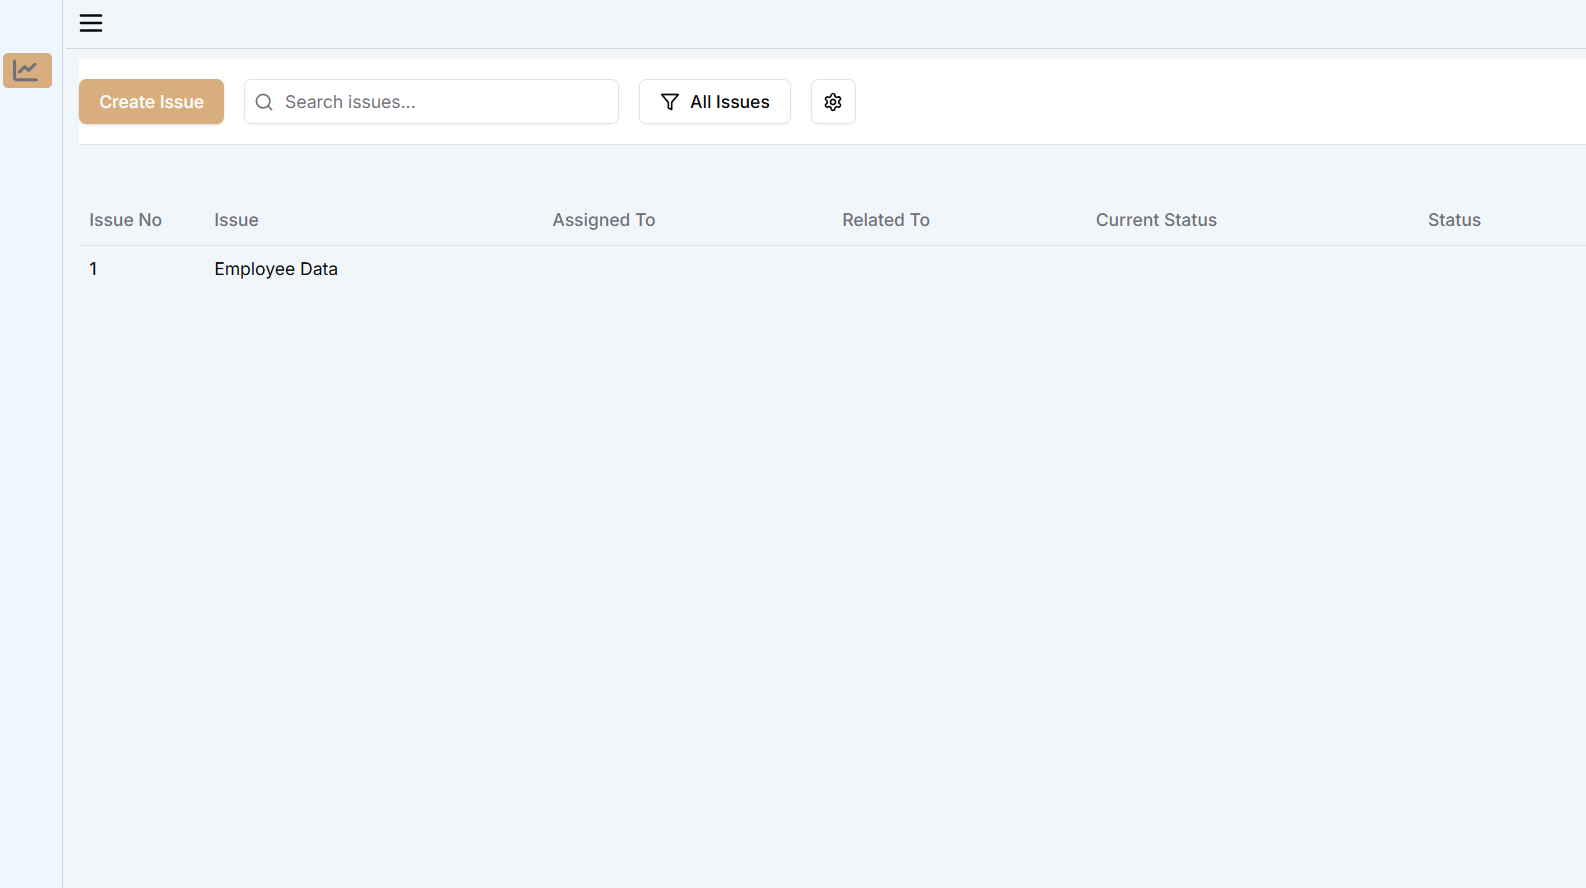 Create Issue
Search issues...
All Issues
Issue No Issue Assigned To Related To Current Status Status
1 Employee Data